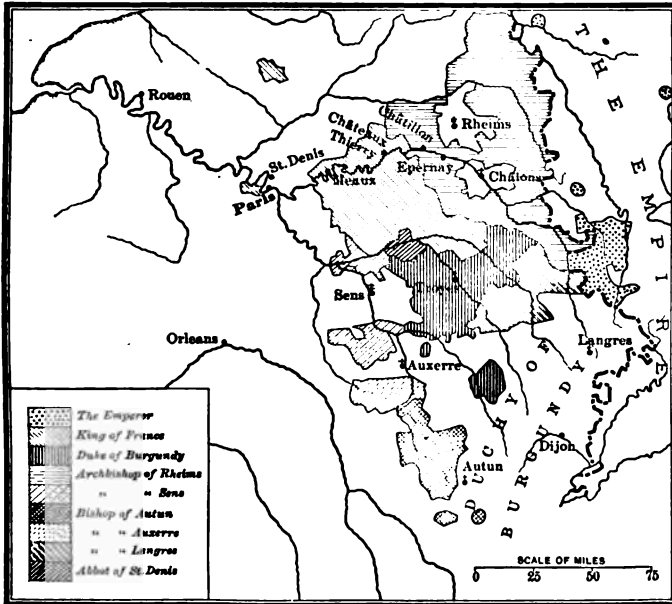 THE EMPIRE
Rouen
Rheims
Châtillon
Châteaux
Thierry
St. Denis
Epernay
Châlons
Meaux
Paris
Troyes
Sens
Orleans
Langres
Auxerre
DUCHY OF
BURGUNDY
Dijon
Autun
The Emperor
King of France
Duke of Burgundy
Archbishop of Rheims
" " Sens
Bishop of Autun
" " Auxerre
" " Langres
Abbot of St. Denis
SCALE OF MILES
0 25 50 75